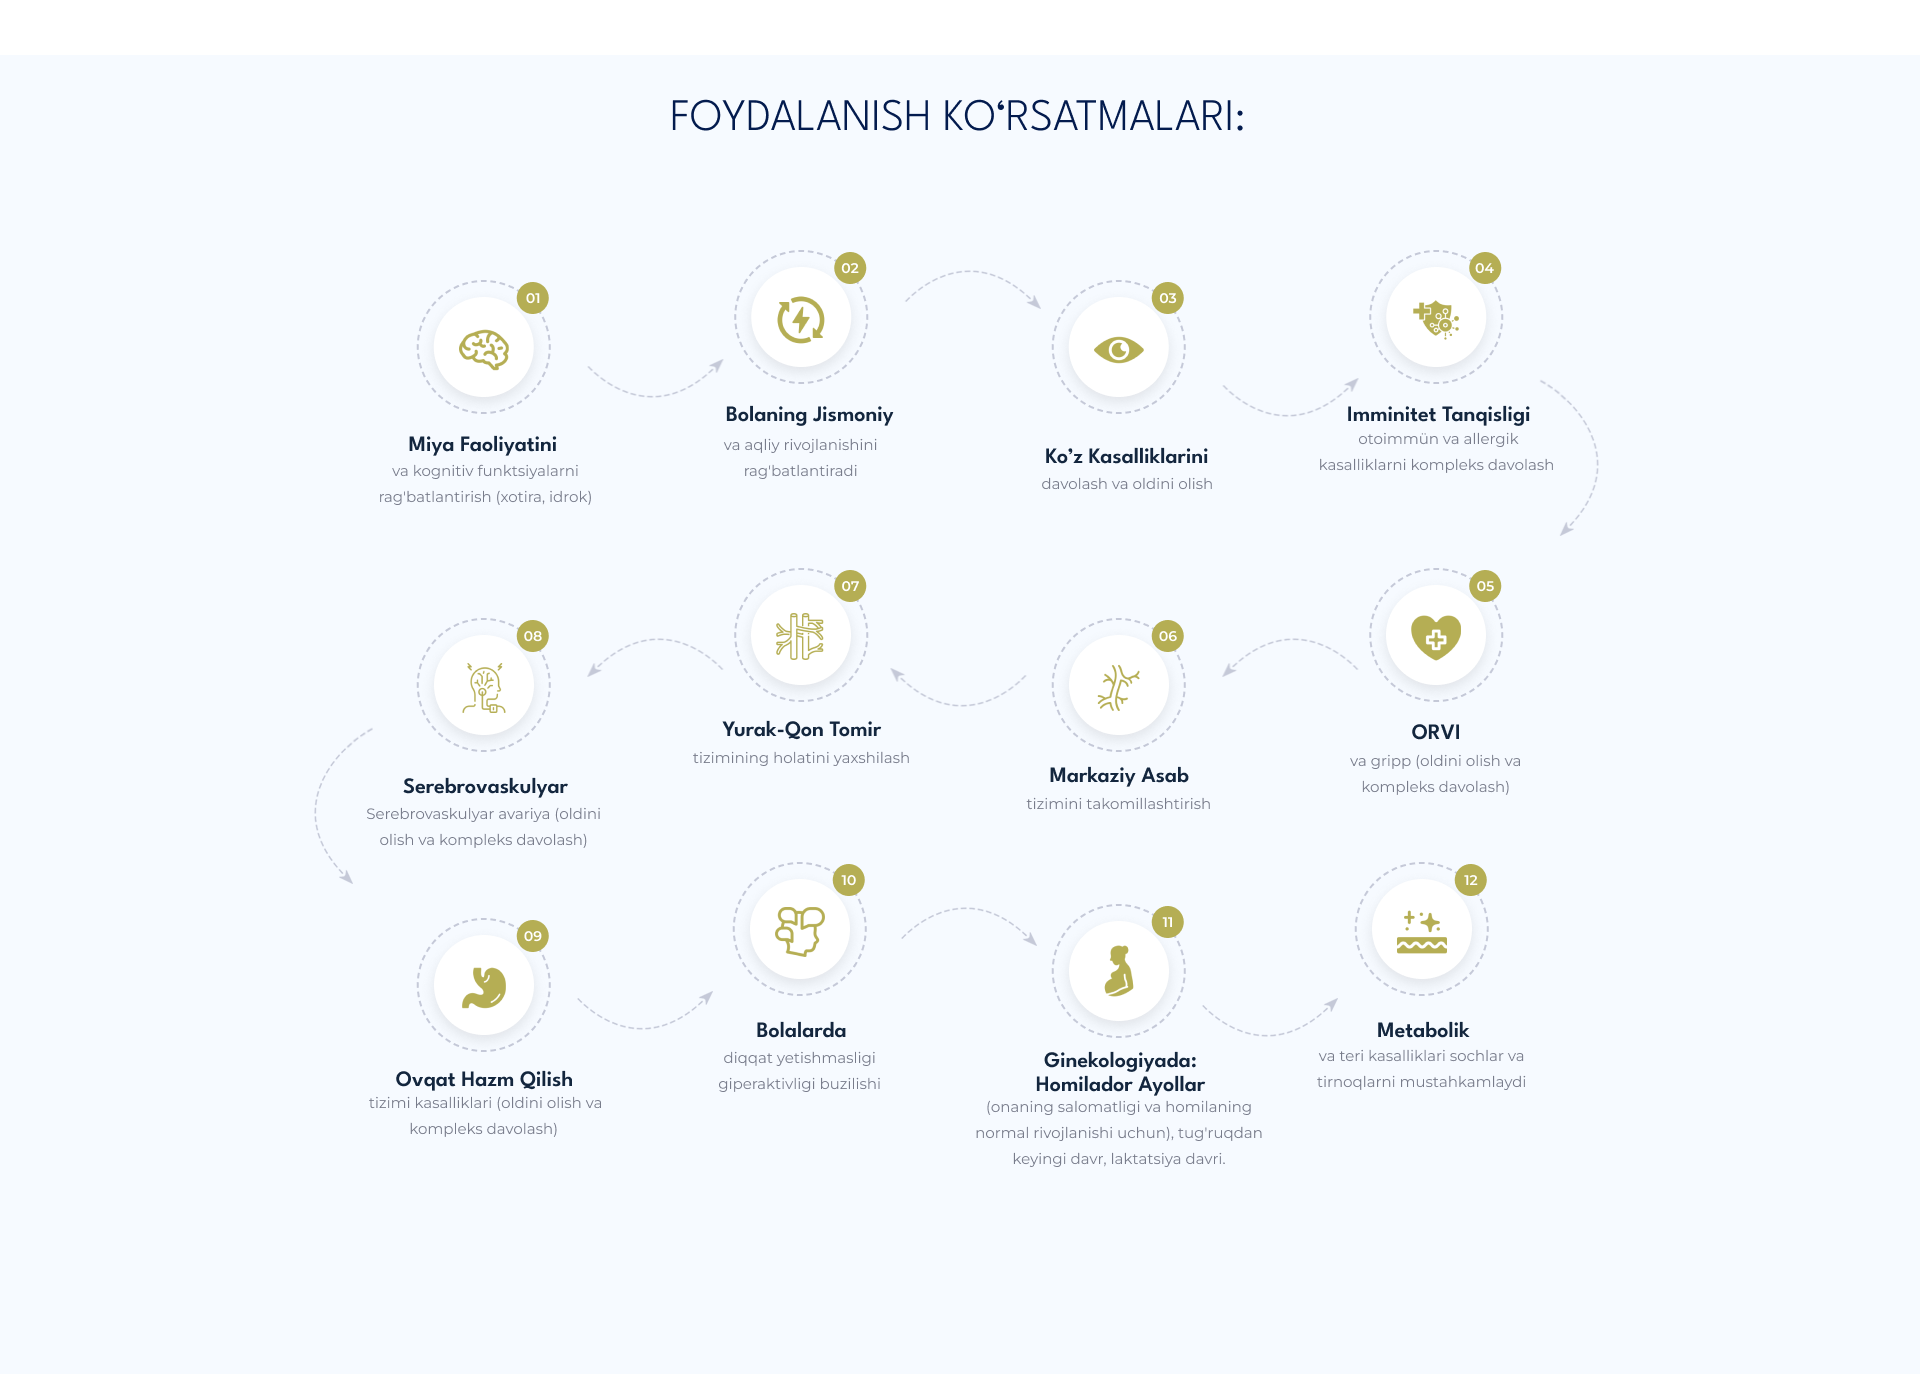 FOYDALANISH KO‘RSATMALARI:
01
Miya Faoliyatini
va kognitiv funktsiyalarni
rag'batlantirish (xotira, idrok)
02
Bolaning Jismoniy
va aqliy rivojlanishini
rag'batlantiradi
03
Ko’z Kasalliklarini
davolash va oldini olish
04
Imminitet Tanqisligi
otoimmün va allergik
kasalliklarni kompleks davolash
05
ORVI
va gripp (oldini olish va
kompleks davolash)
06
Markaziy Asab
tizimini takomillashtirish
07
Yurak-Qon Tomir
tizimining holatini yaxshilash
08
Serebrovaskulyar
Serebrovaskulyar avariya (oldini
olish va kompleks davolash)
09
Ovqat Hazm Qilish
tizimi kasalliklari (oldini olish va
kompleks davolash)
10
Bolalarda
diqqat yetishmasligi
giperaktivligi buzilishi
11
Ginekologiyada:
Homilador Ayollar
(onaning salomatligi va homilaning
normal rivojlanishi uchun), tug'ruqdan
keyingi davr, laktatsiya davri.
12
Metabolik
va teri kasalliklari sochlar va
tirnoqlarni mustahkamlaydi